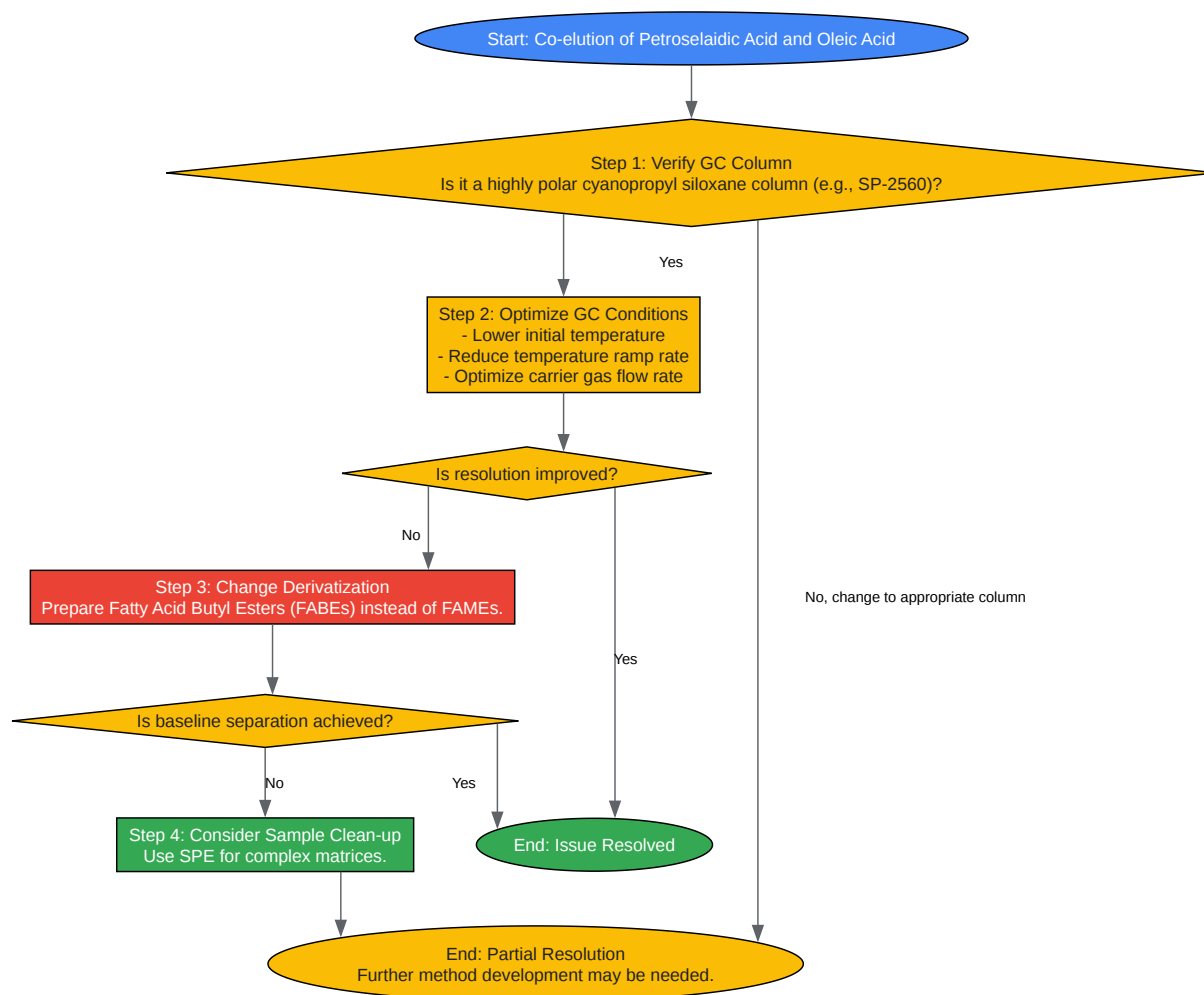 Start: Co-elution of Petroselaidic Acid and Oleic Acid
Step 1: Verify GC Column
Is it a highly polar cyanopropyl siloxane column (e.g., SP-2560)?
Yes
Step 2: Optimize GC Conditions
- Lower initial temperature
- Reduce temperature ramp rate
- Optimize carrier gas flow rate
Is resolution improved?
No
Step 3: Change Derivatization
Prepare Fatty Acid Butyl Esters (FABEs) instead of FAMEs.
No, change to appropriate column
Yes
Is baseline separation achieved?
No
Yes
Step 4: Consider Sample Clean-up
Use SPE for complex matrices.
End: Issue Resolved
End: Partial Resolution
Further method development may be needed.